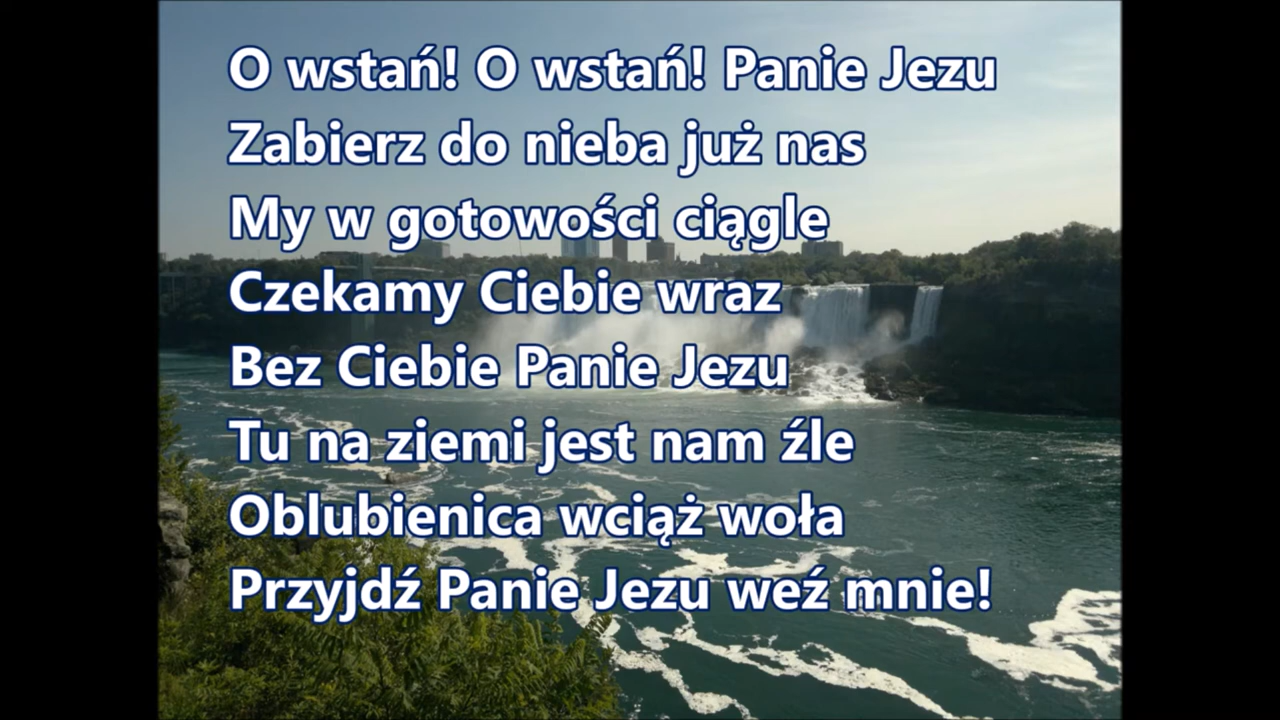 O wstań! O wstań! Panie Jezu
Zabierz do nieba już nas
My w gotowości ciągle
Czekamy Ciebie wraz
Bez Ciebie Panie Jezu
Tu na ziemi jest nam źle
Oblubienica wciąż woła
Przyjdź Panie Jezu weź mnie!